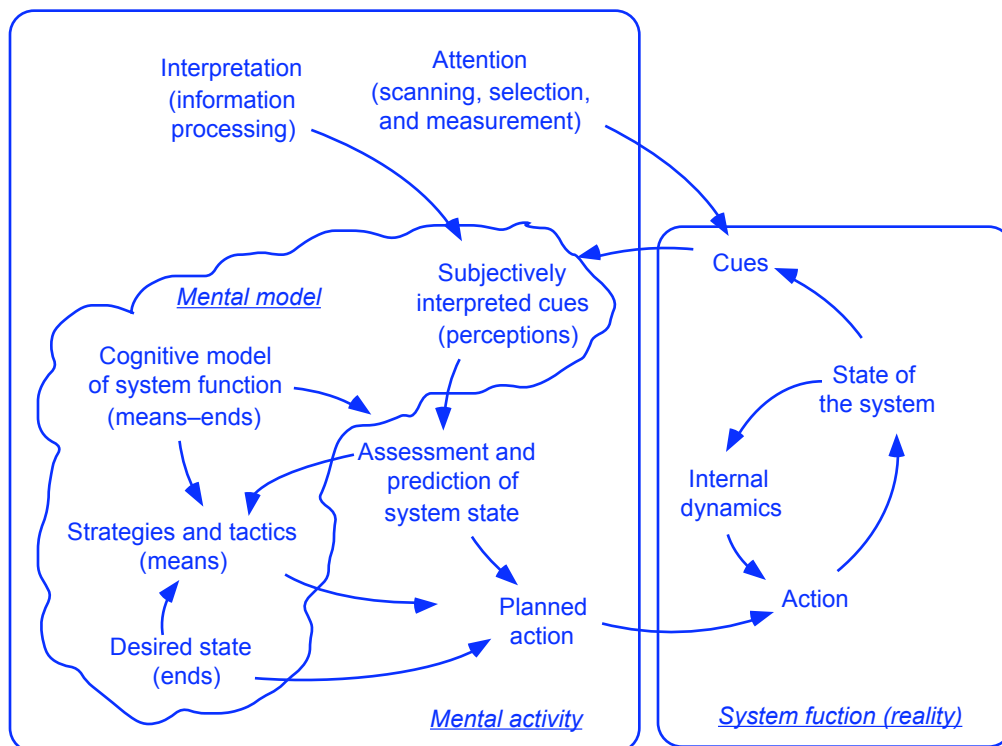 Interpretation
(information
processing)
Attention
(scanning, selection,
and measurement)
Mental model
Subjectively
interpreted cues
(perceptions)
Cues
Cognitive model
of system function
(means–ends)
State of
the system
Assessment and
prediction of
system state
Internal
dynamics
Strategies and tactics
(means)
Planned
action
Action
Desired state
(ends)
Mental activity
System fuction (reality)